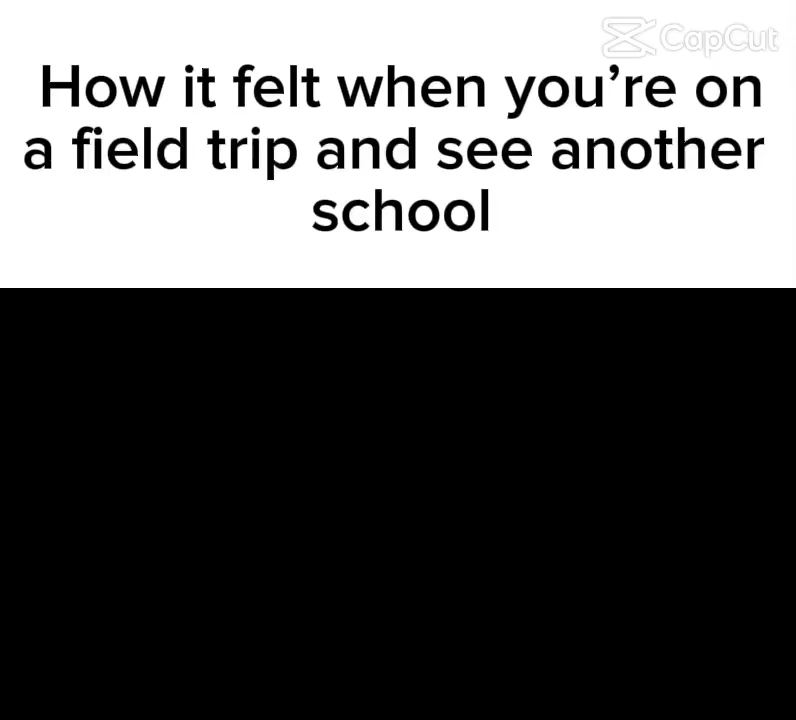 CapCut
How it felt when you’re on
a field trip and see another
school